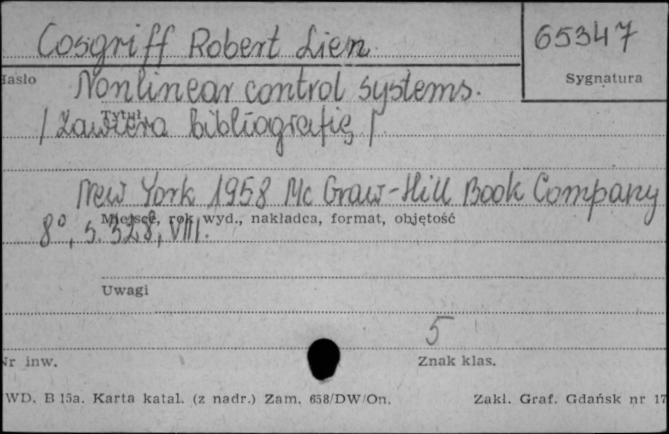 Cosgriff Robert Lien 65347
Hasło Sygnatura
Nonlinear control systems.
Tytuł
/ Zawiera bibliografię /
New York 1958 Mc Graw-Hill Book Company
Miejsce, rok wyd., nakładca, format, objętość
8°, s. 328, VIII.
Uwagi
5
Nr inw. Znak klas.
WD. B 15a. Karta katal. (z nadr.) Zam. 658/DW/On. Zakl. Graf. Gdańsk nr 17